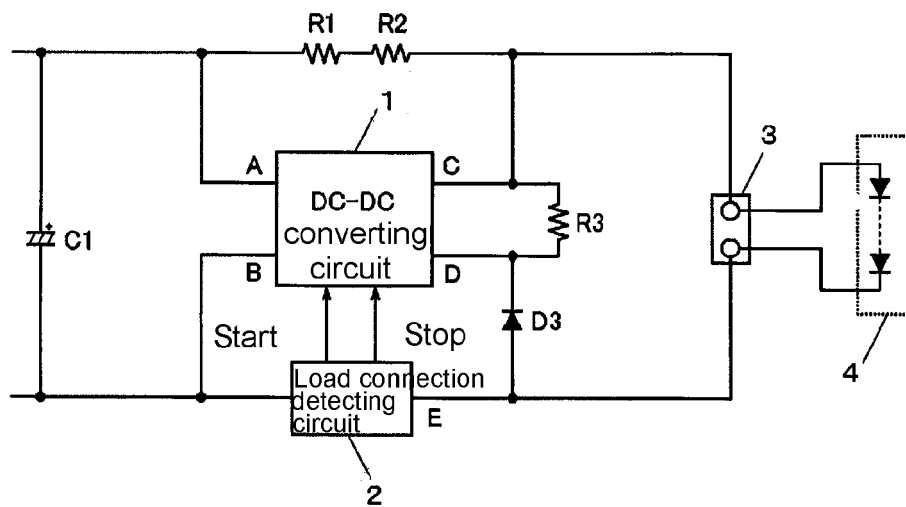 R1 R2
1
3
A
C
DC-DC
converting
circuit
R3
C1
B
D
Start
Stop
D3
4
Load connection
detecting
circuit
E
2